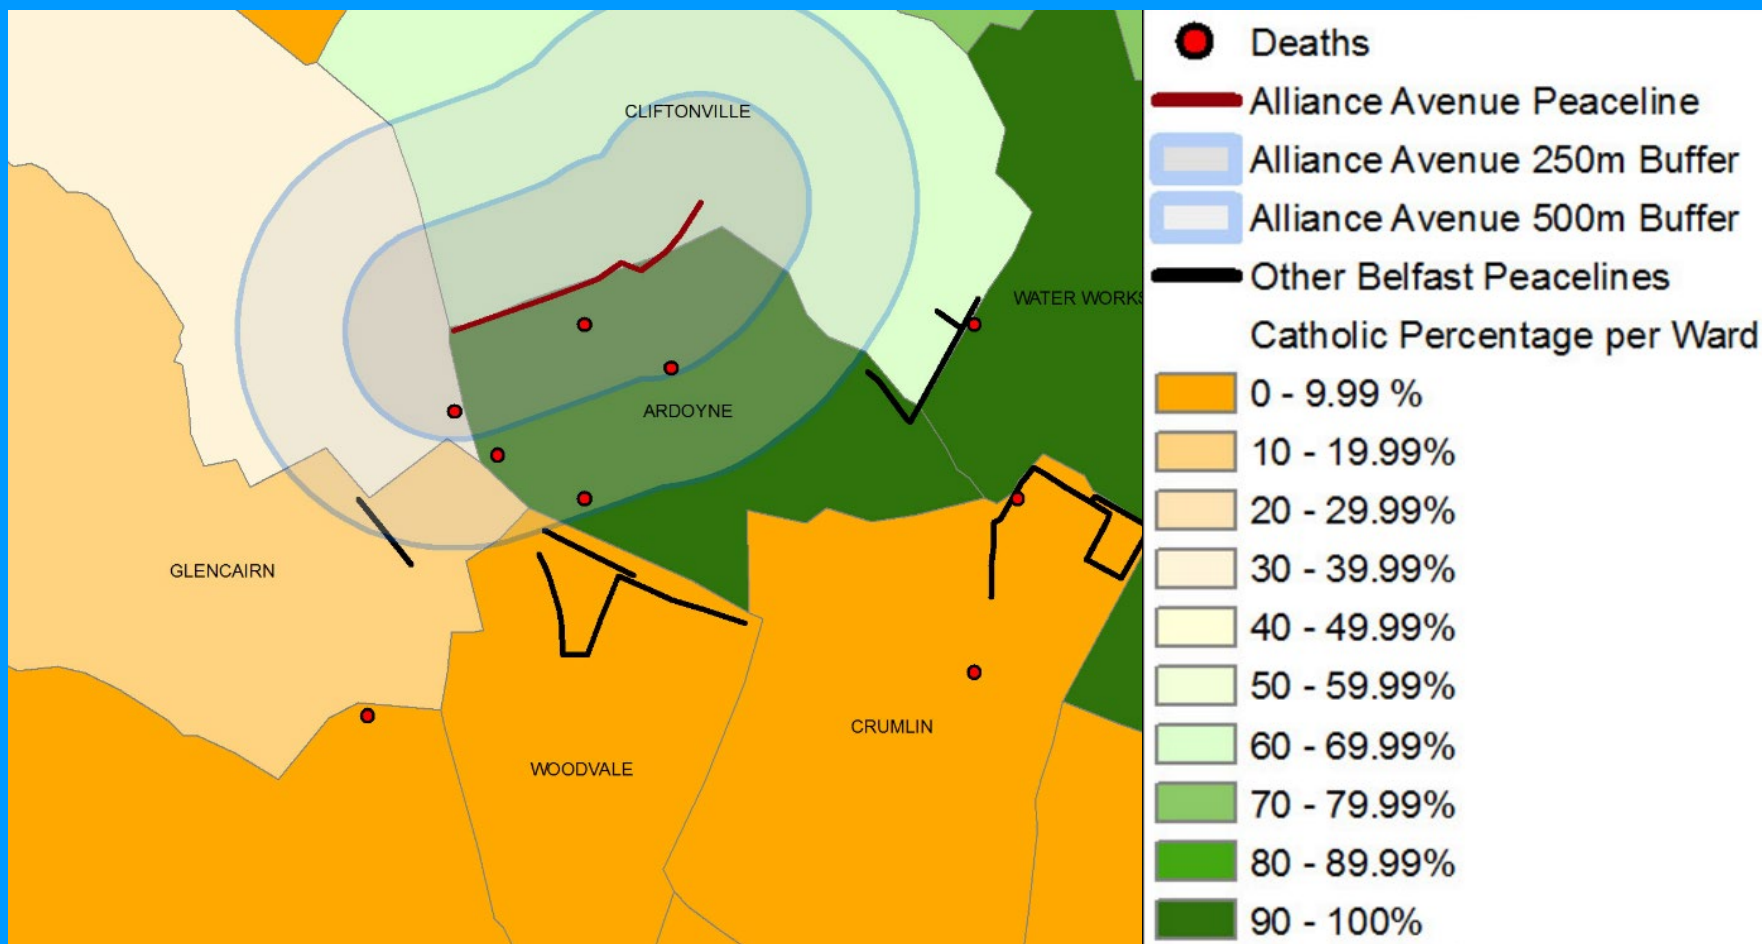 CLIFTONVILLE
WATER WORKS
ARDOYNE
GLENCAIRN
CRUMLIN
WOODVALE
Deaths
Alliance Avenue Peaceline
Alliance Avenue 250m Buffer
Alliance Avenue 500m Buffer
Other Belfast Peacelines
Catholic Percentage per Ward
0 - 9.99 %
10 - 19.99%
20 - 29.99%
30 - 39.99%
40 - 49.99%
50 - 59.99%
60 - 69.99%
70 - 79.99%
80 - 89.99%
90 - 100%